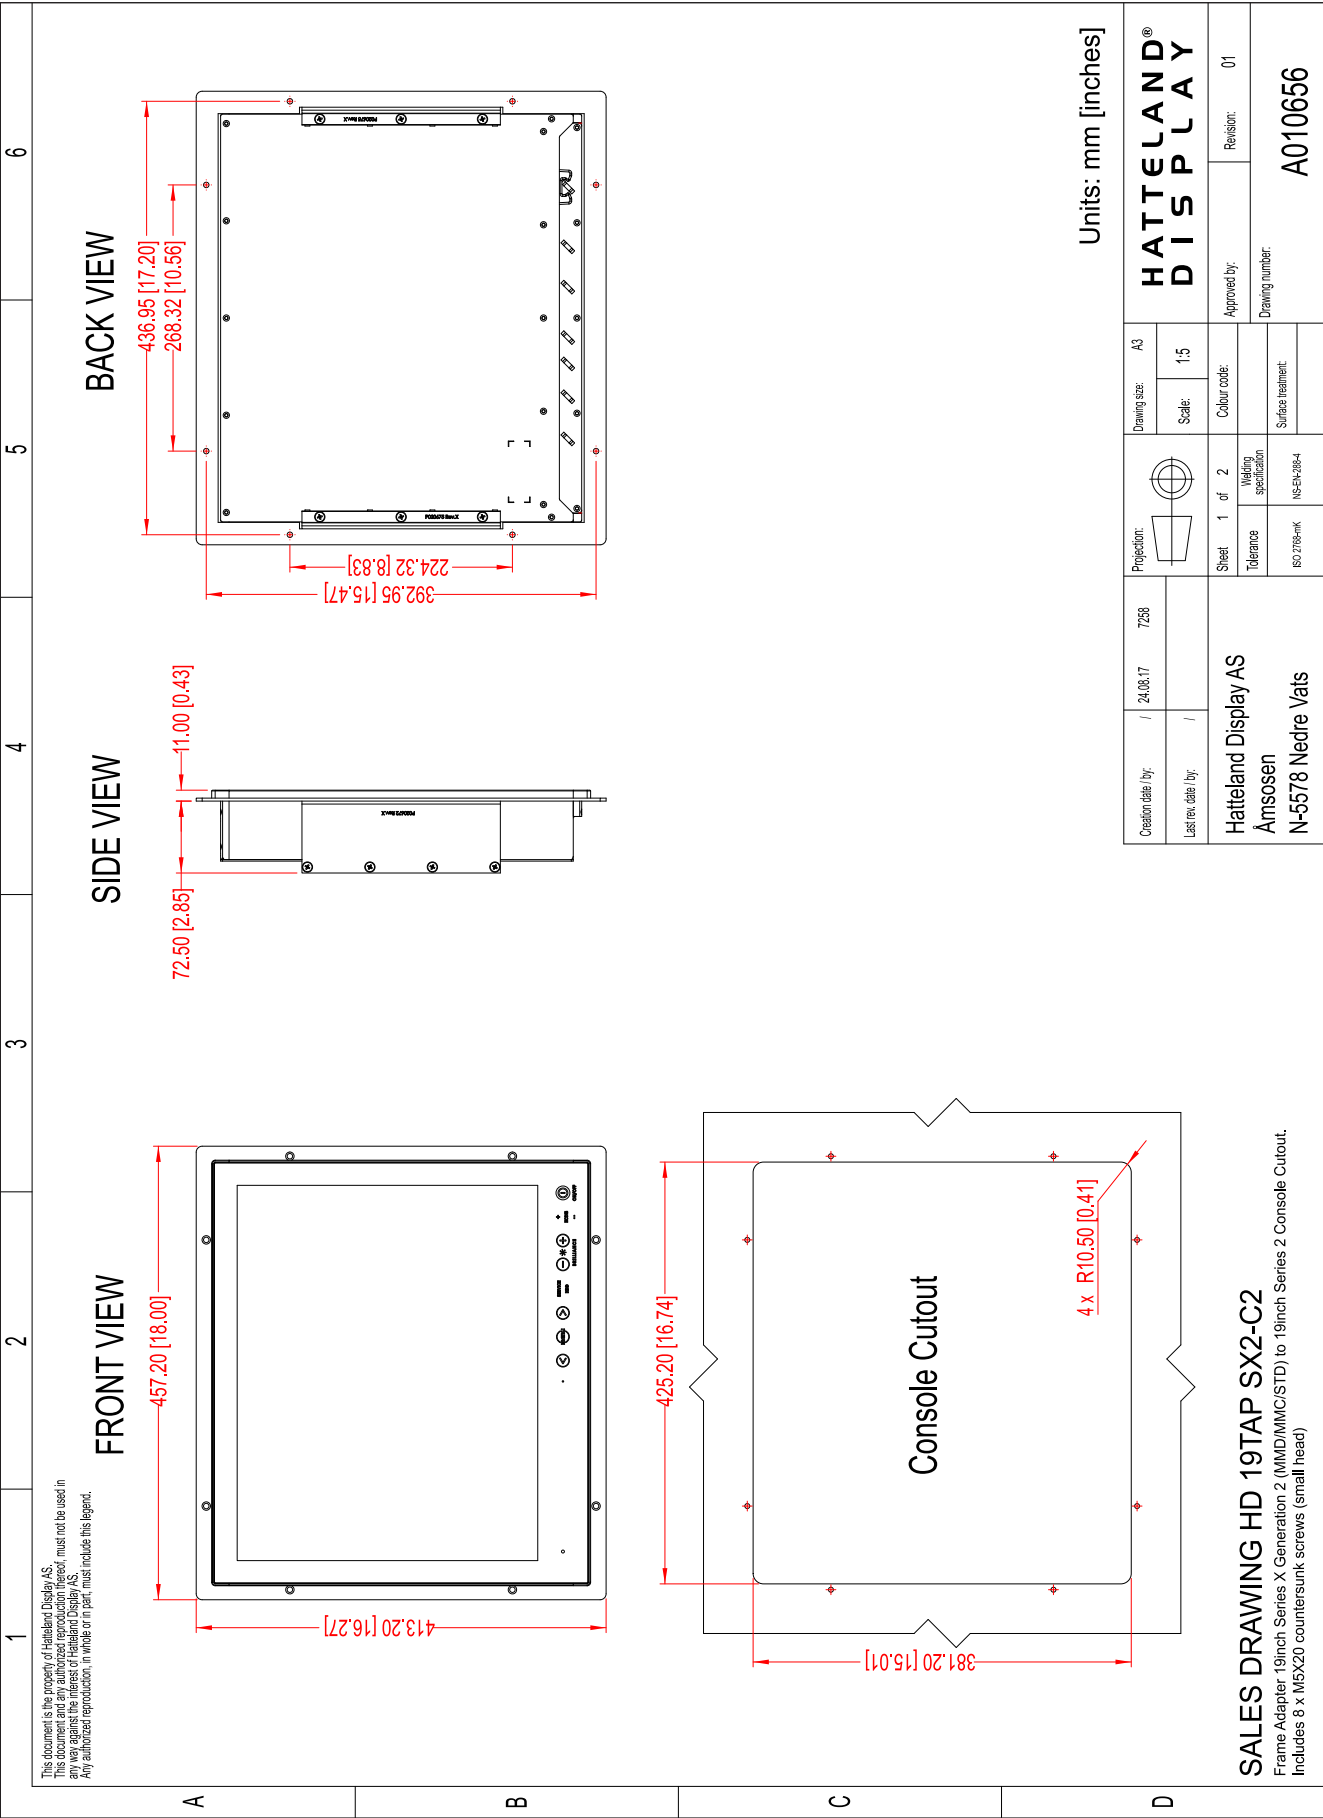 1
2
3
4
5
6
A
B
C
D
This document is the property of Hatteland Display AS.
This document and any authorized reproduction thereof, must not be used in
any way against the interest of Hatteland Display AS.
Any authorized reproduction, in whole or in part, must include this legend.
FRONT VIEW
457.20 [18.00]
413.20 [16.27]
BRILLIANCE
ON/OFF
SIDE VIEW
72.50 [2.85]
11.00 [0.43]
BACK VIEW
436.95 [17.20]
268.32 [10.56]
224.32 [8.83]
392.95 [15.47]
425.20 [16.74]
381.20 [15.01]
4 x R10.50 [0.41]
Console Cutout
Units: mm [inches]
SALES DRAWING HD 19TAP SX2-C2
Frame Adapter 19inch Series X Generation 2 (MMD/MMC/STD) to 19inch Series 2 Console Cutout.
Includes 8 x M5X20 countersunk screws (small head)
Creation date / by: / 24.08.17 7258
Last rev. date / by: /
Hatteland Display AS
Åmsosen
N-5578 Nedre Vats
Projection:
Sheet 1 of 2
Tolerance
ISO 2768-mK
Welding
specification
NS-EN-288-4
Drawing size: A3
Scale: 1:5
Colour code:
Surface treatment:
HATTELAND®
DISPLAY
Approved by:
Revision: 01
Drawing number:
A010656